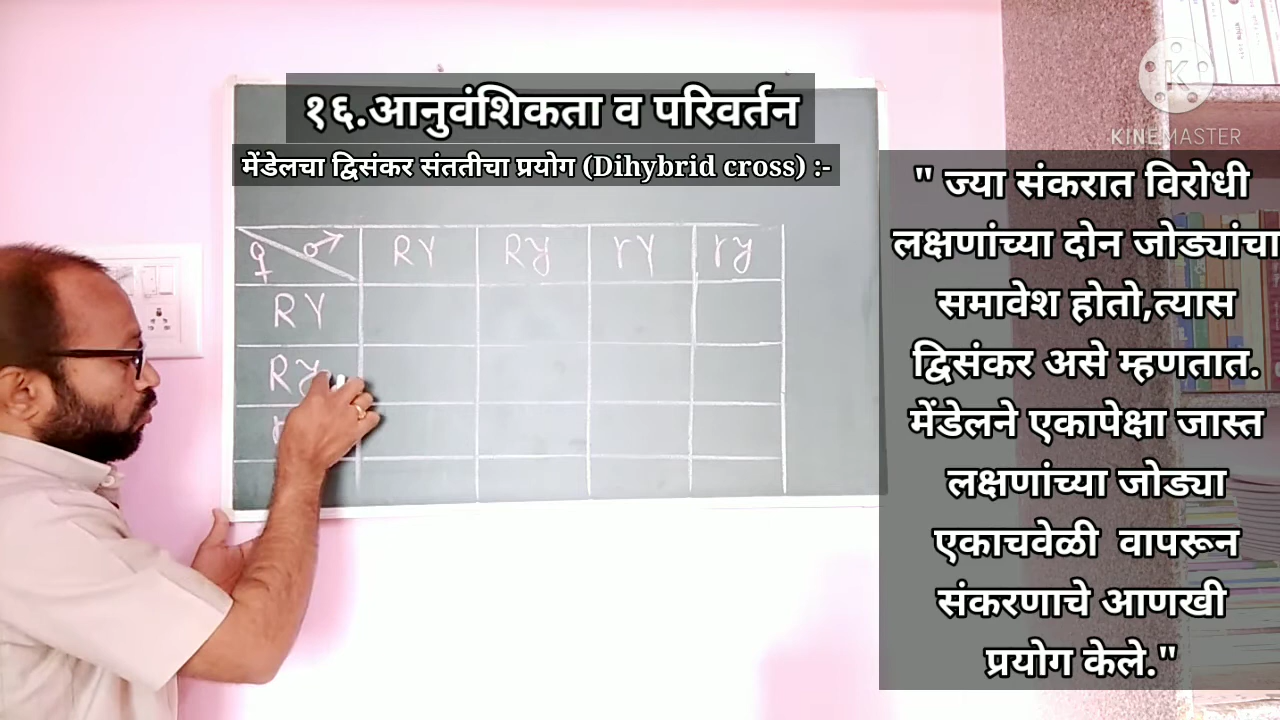 १६.आनुवंशिकता व परिवर्तन
मेंडेलचा द्विसंकर संततीचा प्रयोग (Dihybrid cross) :-
KINEMASTER
" ज्या संकरात विरोधी
लक्षणांच्या दोन जोड्यांचा
समावेश होतो,त्यास
द्विसंकर असे म्हणतात.
मेंडेलने एकापेक्षा जास्त
लक्षणांच्या जोड्या
एकाचवेळी वापरून
संकरणाचे आणखी
प्रयोग केले."
♀ ♂ RY Ry rY ry
RY
Ry